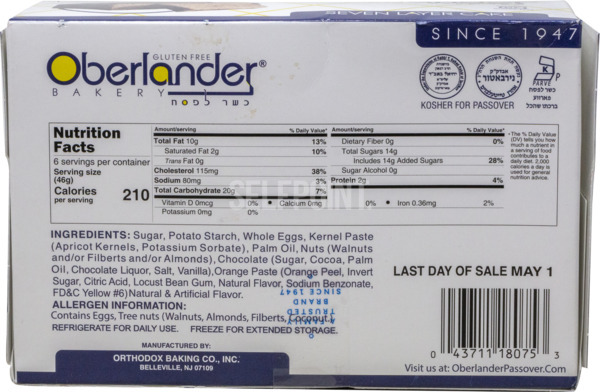 SEVEN LAYER CAKE
SINCE 1947
GLUTEN FREE
Oberlander®
BAKERY
כשר לפסח
KOSHER FOR PASSOVER
P
PARVE
כשר לפסח
Nutrition Facts
6 servings per container
Serving size (46g)
Calories per serving 210
Amount/serving % Daily Value*
Total Fat 10g 13%
Saturated Fat 2g 10%
Trans Fat 0g
Cholesterol 115mg 38%
Sodium 80mg 3%
Total Carbohydrate 20g 7%
Amount/serving % Daily Value*
Dietary Fiber 0g 0%
Total Sugars 14g
Includes 14g Added Sugars 28%
Sugar Alcohol 0g
Protein 2g 4%
Vitamin D 0mcg 0% • Calcium 0mg 0% • Iron 0.36mg 2%
Potassium 0mg 0%
*The % Daily Value
(DV) tells you how
much a nutrient in
a serving of food
contributes to a
daily diet. 2,000
calories a day is
used for general
nutrition advice.
INGREDIENTS: Sugar, Potato Starch, Whole Eggs, Kernel Paste
(Apricot Kernels, Potassium Sorbate), Palm Oil, Nuts (Walnuts
and/or Filberts and/or Almonds), Chocolate (Sugar, Cocoa, Palm
Oil, Chocolate Liquor, Salt, Vanilla), Orange Paste (Orange Peel, Invert
Sugar, Citric Acid, Locust Bean Gum, Natural Flavor, Sodium Benzonate,
FD&C Yellow #6) Natural & Artificial Flavor.
ALLERGEN INFORMATION:
Contains Eggs, Tree nuts (Walnuts, Almonds, Filberts, Coconut.)
REFRIGERATE FOR DAILY USE. FREEZE FOR EXTENDED STORAGE.
A FAMILY
TRUSTED
BRAND
SINCE 1947
MANUFACTURED BY:
ORTHODOX BAKING CO., INC.
BELLEVILLE, NJ 07109
LAST DAY OF SALE MAY 1
0 43711 18075 3
Visit us at: OberlanderPassover.Com